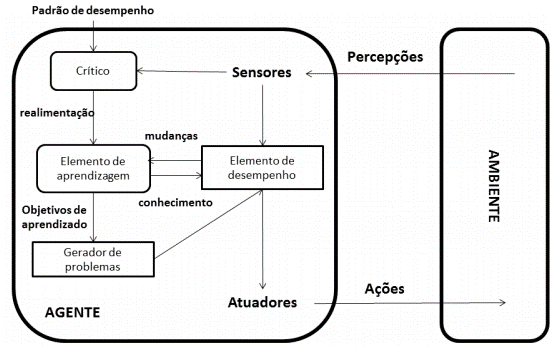 Padrão de desempenho
Crítico
Sensores
Percepções
realimentação
mudanças
Elemento de
aprendizagem
Elemento de
desempenho
conhecimento
Objetivos de
aprendizado
Gerador de
problemas
AGENTE
Atuadores
Ações
AMBIENTE